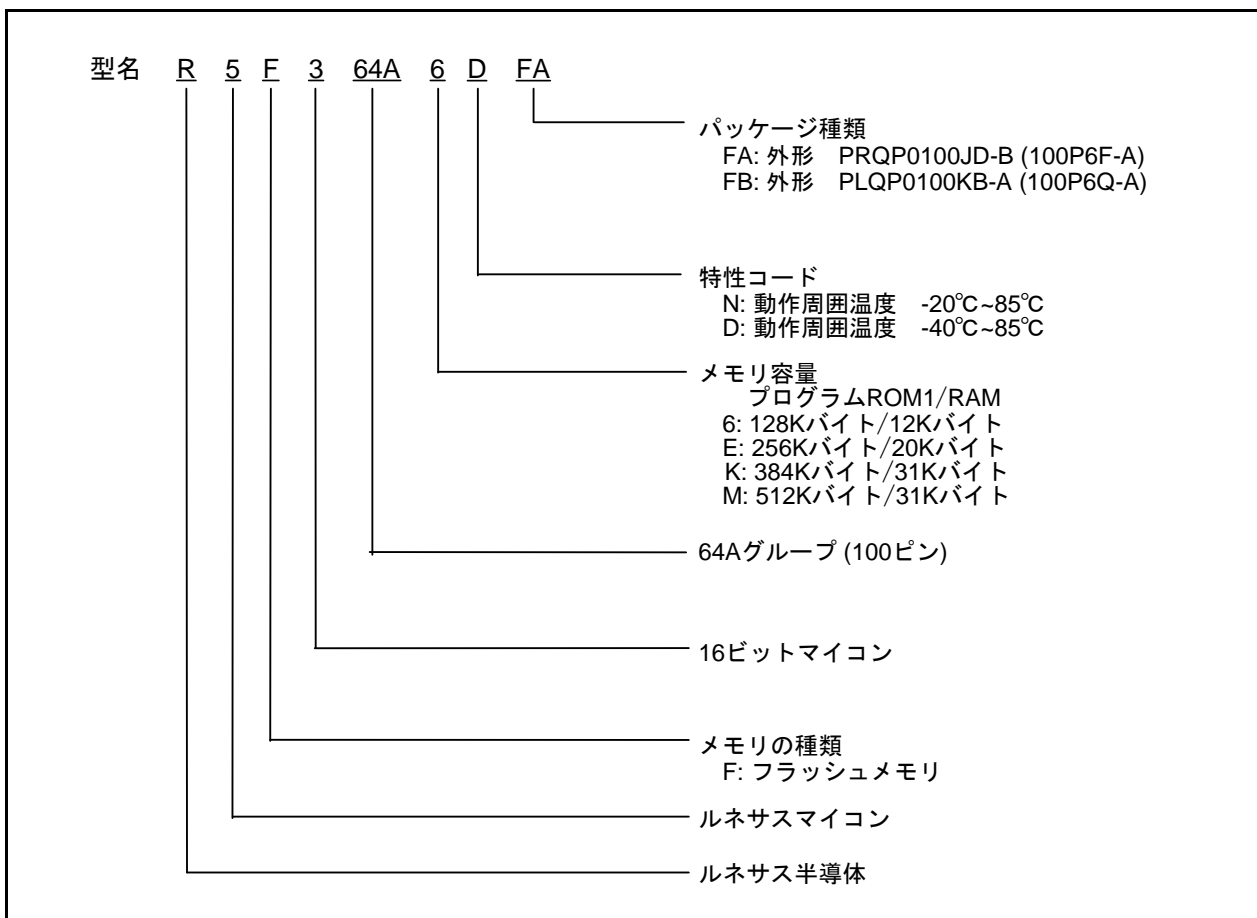 型名 R 5 F 3 64A 6 D FA
パッケージ種類
FA: 外形 PRQP0100JD-B (100P6F-A)
FB: 外形 PLQP0100KB-A (100P6Q-A)
特性コード
N: 動作周囲温度 -20℃~85℃
D: 動作周囲温度 -40℃~85℃
メモリ容量
プログラムROM1/RAM
6: 128Kバイト/12Kバイト
E: 256Kバイト/20Kバイト
K: 384Kバイト/31Kバイト
M: 512Kバイト/31Kバイト
64Aグループ (100ピン)
16ビットマイコン
メモリの種類
F: フラッシュメモリ
ルネサスマイコン
ルネサス半導体